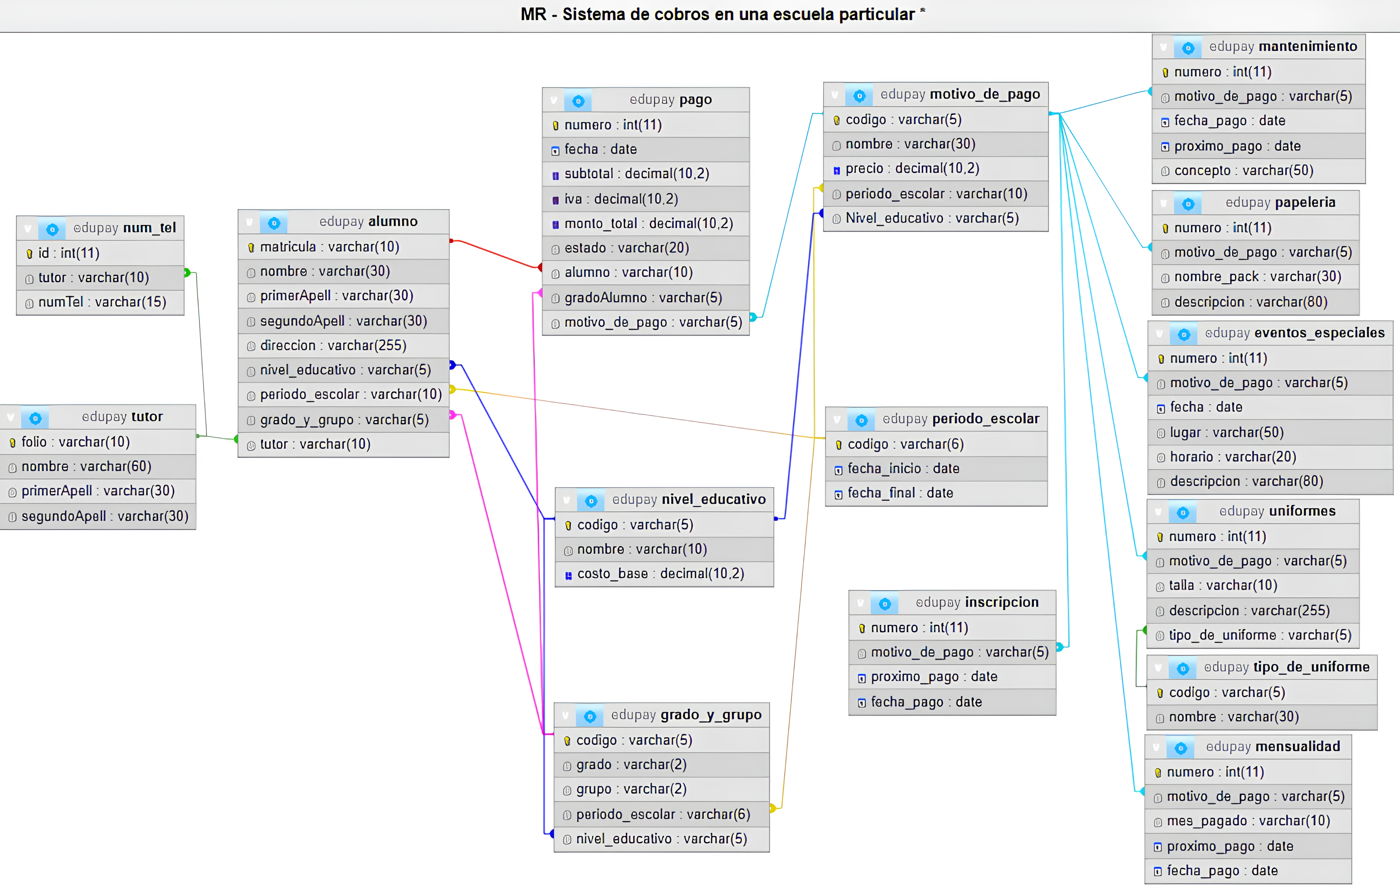 MR - Sistema de cobros en una escuela particular *
edupay num_tel
id : int(11)
tutor : varchar(10)
numTel : varchar(15)
edupay tutor
folio : varchar(10)
nombre : varchar(60)
primerApell : varchar(30)
segundoApell : varchar(30)
edupay alumno
matricula : varchar(10)
nombre : varchar(30)
primerApell : varchar(30)
segundoApell : varchar(30)
direccion : varchar(255)
nivel_educativo : varchar(5)
periodo_escolar : varchar(10)
grado_y_grupo : varchar(5)
tutor : varchar(10)
edupay pago
numero : int(11)
fecha : date
subtotal : decimal(10,2)
iva : decimal(10,2)
monto_total : decimal(10,2)
estado : varchar(20)
alumno : varchar(10)
gradoAlumno : varchar(5)
motivo_de_pago : varchar(5)
edupay nivel_educativo
codigo : varchar(5)
nombre : varchar(10)
costo_base : decimal(10,2)
edupay grado_y_grupo
codigo : varchar(5)
grado : varchar(2)
grupo : varchar(2)
periodo_escolar : varchar(6)
nivel_educativo : varchar(5)
edupay motivo_de_pago
codigo : varchar(5)
nombre : varchar(30)
precio : decimal(10,2)
periodo_escolar : varchar(10)
Nivel_educativo : varchar(5)
edupay periodo_escolar
codigo : varchar(6)
fecha_inicio : date
fecha_final : date
edupay inscripcion
numero : int(11)
motivo_de_pago : varchar(5)
proximo_pago : date
fecha_pago : date
edupay mantenimiento
numero : int(11)
motivo_de_pago : varchar(5)
fecha_pago : date
proximo_pago : date
concepto : varchar(50)
edupay papeleria
numero : int(11)
motivo_de_pago : varchar(5)
nombre_pack : varchar(30)
descripcion : varchar(80)
edupay eventos_especiales
numero : int(11)
motivo_de_pago : varchar(5)
fecha : date
lugar : varchar(50)
horario : varchar(20)
descripcion : varchar(80)
edupay uniformes
numero : int(11)
motivo_de_pago : varchar(5)
talla : varchar(10)
descripcion : varchar(255)
tipo_de_uniforme : varchar(5)
edupay tipo_de_uniforme
codigo : varchar(5)
nombre : varchar(30)
edupay mensualidad
numero : int(11)
motivo_de_pago : varchar(5)
mes_pagado : varchar(10)
proximo_pago : date
fecha_pago : date